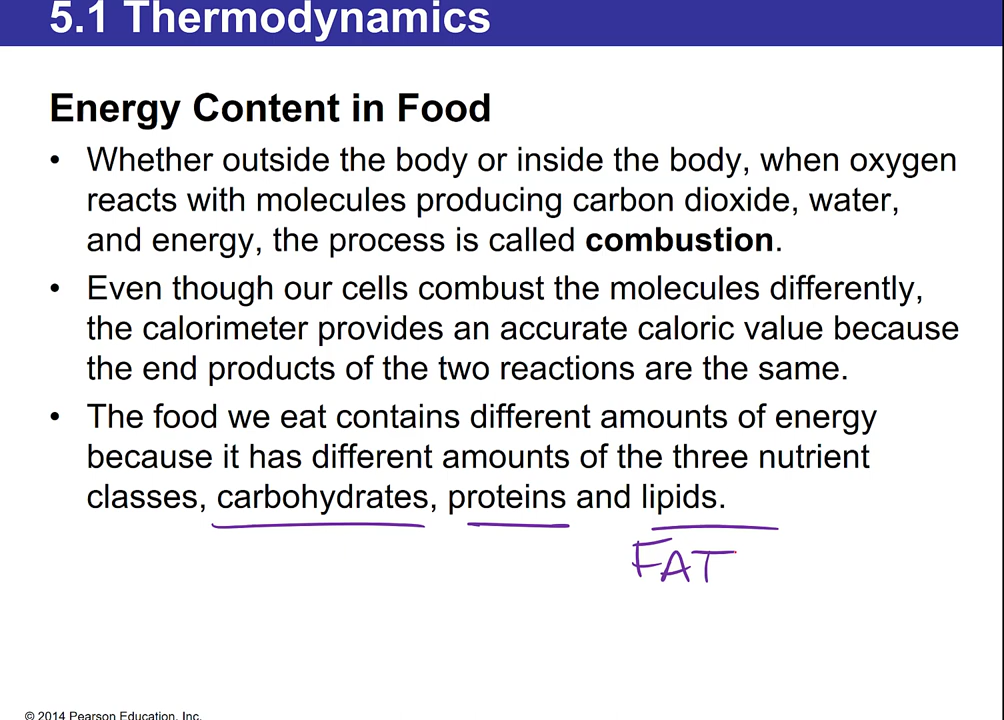 5.1 Thermodynamics
Energy Content in Food
• Whether outside the body or inside the body, when oxygen
reacts with molecules producing carbon dioxide, water,
and energy, the process is called combustion.
• Even though our cells combust the molecules differently,
the calorimeter provides an accurate caloric value because
the end products of the two reactions are the same.
• The food we eat contains different amounts of energy
because it has different amounts of the three nutrient
classes, carbohydrates, proteins and lipids.
FAT
© 2014 Pearson Education, Inc.